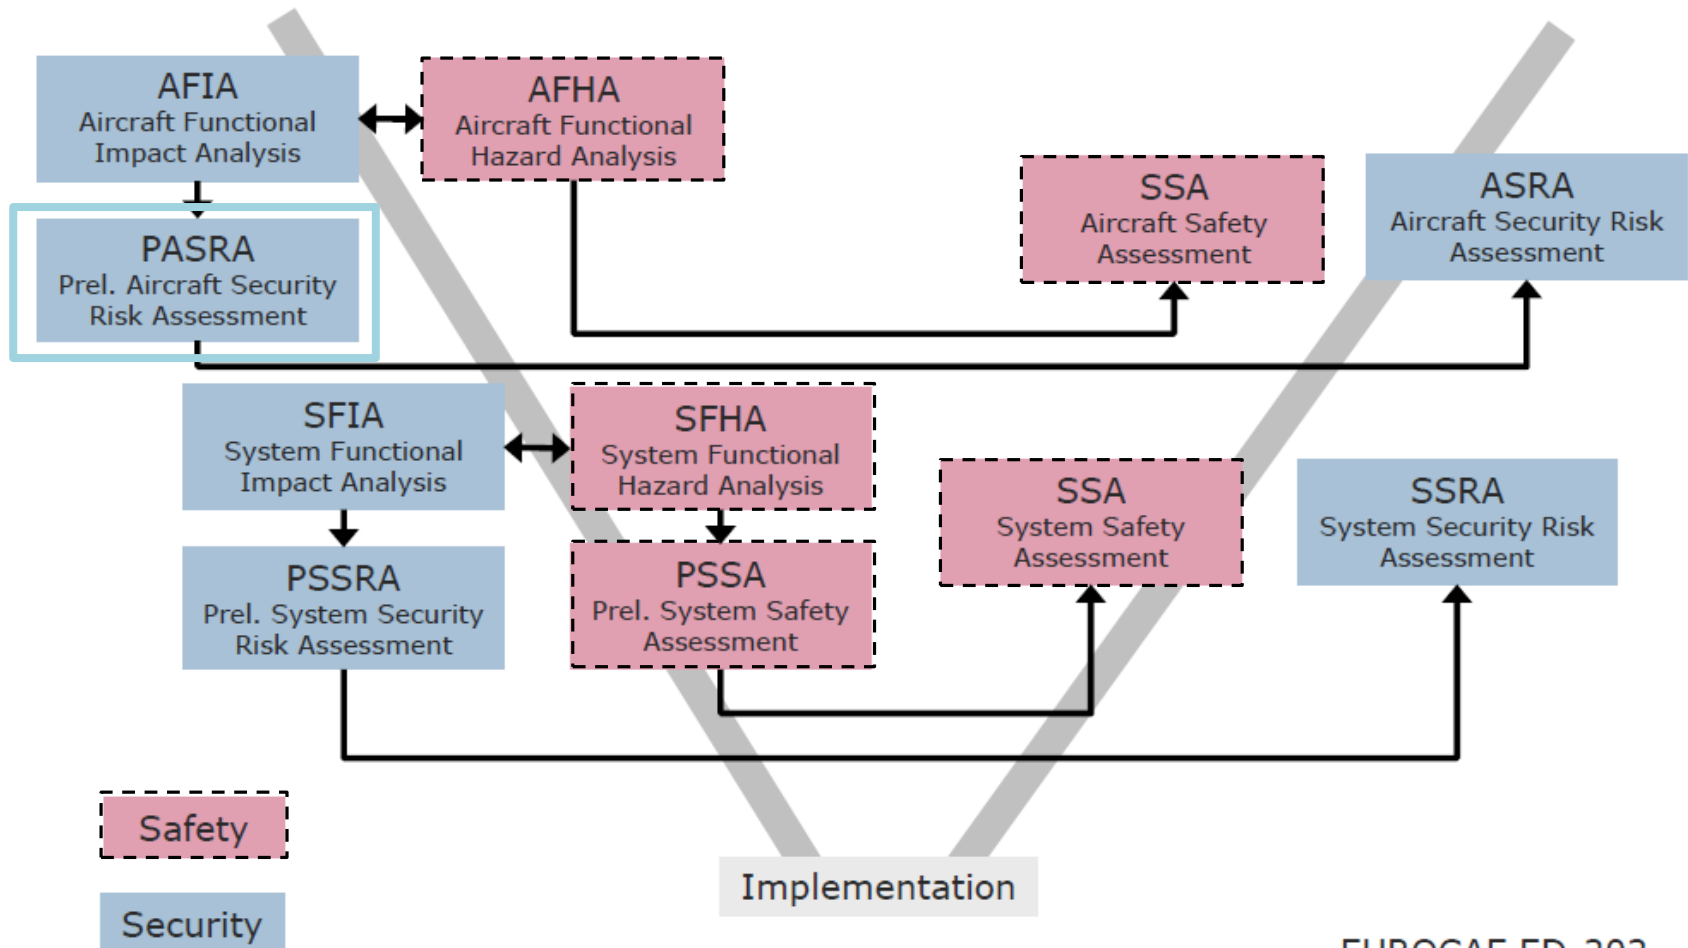 AFIA
Aircraft Functional
Impact Analysis
AFHA
Aircraft Functional
Hazard Analysis
PASRA
Prel. Aircraft Security
Risk Assessment
SSA
Aircraft Safety
Assessment
ASRA
Aircraft Security Risk
Assessment
SFIA
System Functional
Impact Analysis
SFHA
System Functional
Hazard Analysis
PSSRA
Prel. System Security
Risk Assessment
PSSA
Prel. System Safety
Assessment
SSA
System Safety
Assessment
SSRA
System Security Risk
Assessment
Safety
Security
Implementation
EUROCAE ED-202